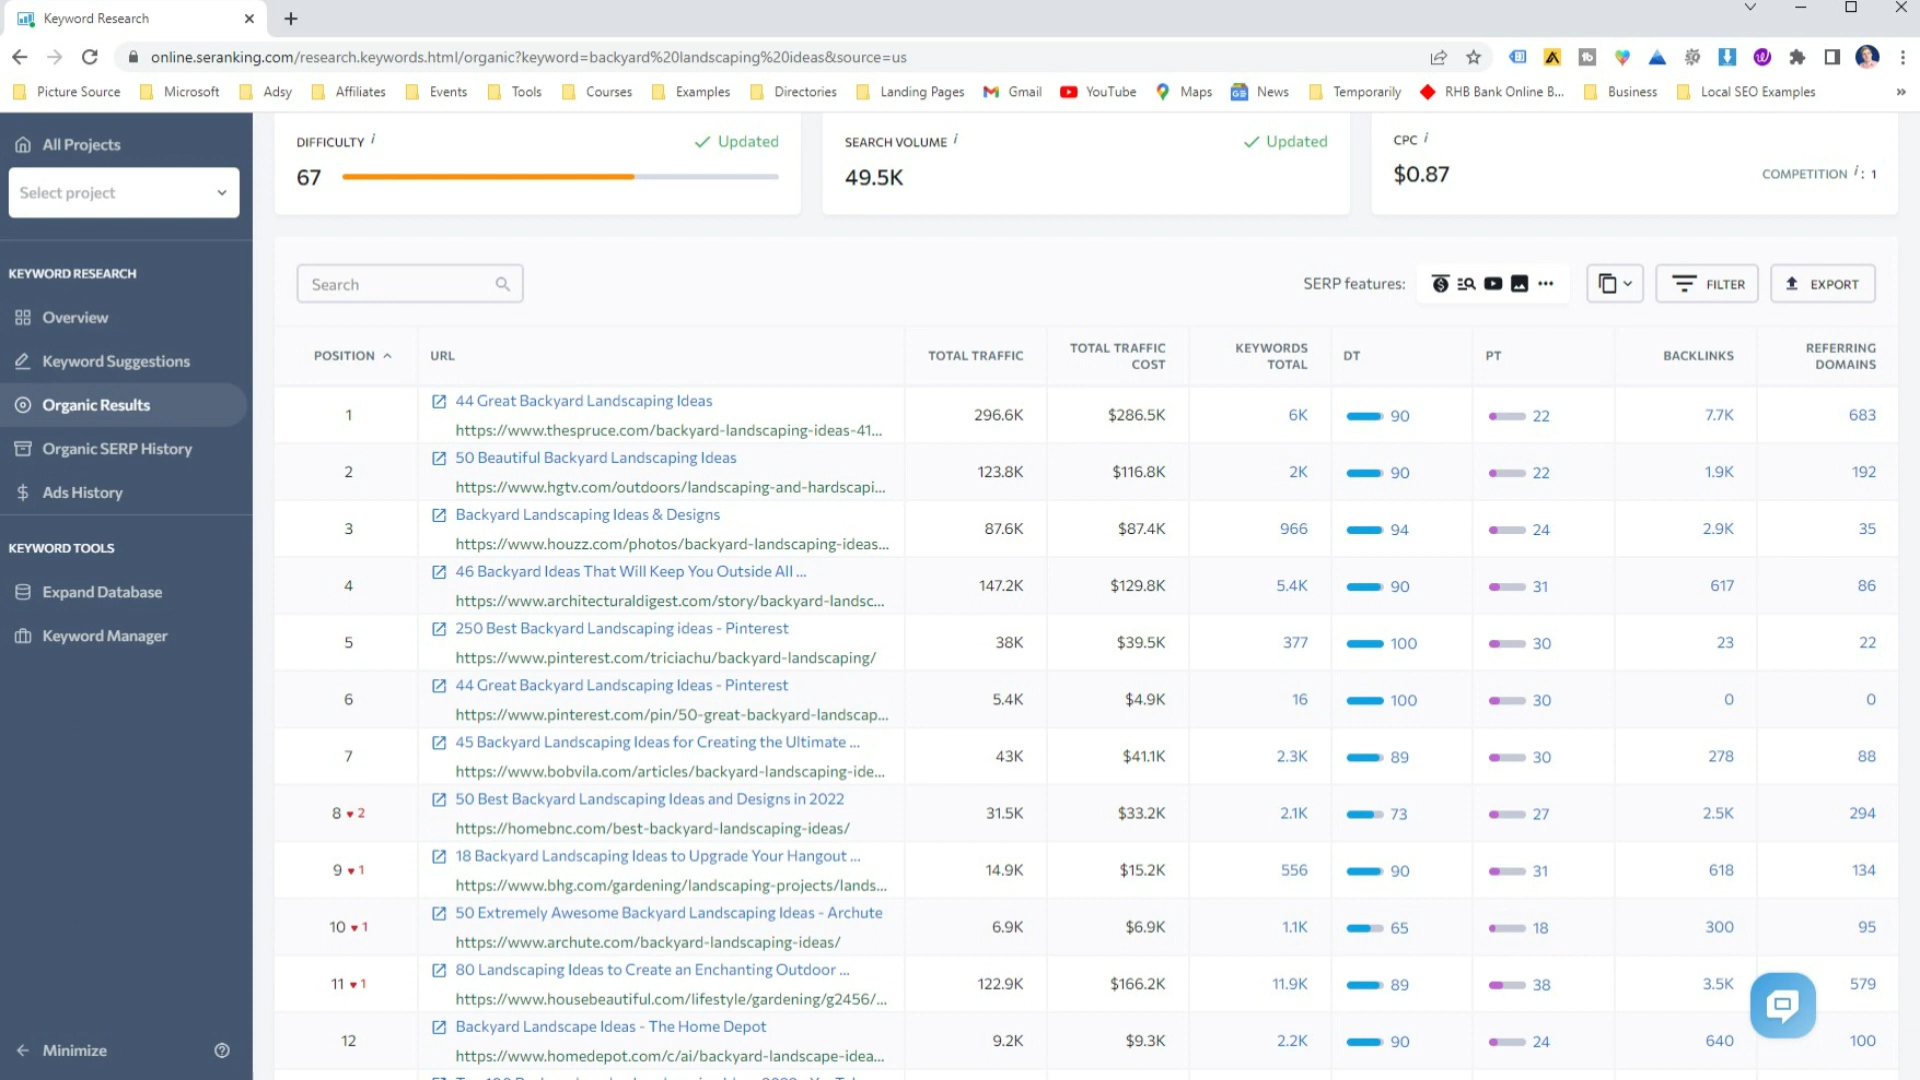 Keyword Research
online.seranking.com/research.keywords.html/organic?keyword=backyard%20landscaping%20ideas&source=us
Picture Source Microsoft Adsy Affiliates Events Tools Courses Examples Directories Landing Pages Gmail YouTube Maps News Temporarily RHB Bank Online B... Business Local SEO Examples »
All Projects
Select project
KEYWORD RESEARCH
Overview
Keyword Suggestions
Organic Results
Organic SERP History
Ads History
KEYWORD TOOLS
Expand Database
Keyword Manager
Minimize
DIFFICULTY i Updated
67
SEARCH VOLUME i Updated
49.5K
CPC i
$0.87 COMPETITION i : 1
Search SERP features: FILTER EXPORT
POSITION URL TOTAL TRAFFIC TOTAL TRAFFIC COST KEYWORDS TOTAL DT PT BACKLINKS REFERRING DOMAINS
1 44 Great Backyard Landscaping Ideas 296.6K $286.5K 6K 90 22 7.7K 683
https://www.thespruce.com/backyard-landscaping-ideas-41...
2 50 Beautiful Backyard Landscaping Ideas 123.8K $116.8K 2K 90 22 1.9K 192
https://www.hgtv.com/outdoors/landscaping-and-hardscapi...
3 Backyard Landscaping Ideas & Designs 87.6K $87.4K 966 94 24 2.9K 35
https://www.houzz.com/photos/backyard-landscaping-ideas...
4 46 Backyard Ideas That Will Keep You Outside All ... 147.2K $129.8K 5.4K 90 31 617 86
https://www.architecturaldigest.com/story/backyard-landsc...
5 250 Best Backyard Landscaping ideas - Pinterest 38K $39.5K 377 100 30 23 22
https://www.pinterest.com/triciachu/backyard-landscaping/
6 44 Great Backyard Landscaping Ideas - Pinterest 5.4K $4.9K 16 100 30 0 0
https://www.pinterest.com/pin/50-great-backyard-landscap...
7 45 Backyard Landscaping Ideas for Creating the Ultimate ... 43K $41.1K 2.3K 89 30 278 88
https://www.bobvila.com/articles/backyard-landscaping-ide...
8 2 50 Best Backyard Landscaping Ideas and Designs in 2022 31.5K $33.2K 2.1K 73 27 2.5K 294
https://homebnc.com/best-backyard-landscaping-ideas/
9 1 18 Backyard Landscaping Ideas to Upgrade Your Hangout ... 14.9K $15.2K 556 90 31 618 134
https://www.bhg.com/gardening/landscaping-projects/lands...
10 1 50 Extremely Awesome Backyard Landscaping Ideas - Archute 6.9K $6.9K 1.1K 65 18 300 95
https://www.archute.com/backyard-landscaping-ideas/
11 1 80 Landscaping Ideas to Create an Enchanting Outdoor ... 122.9K $166.2K 11.9K 89 38 3.5K 579
https://www.housebeautiful.com/lifestyle/gardening/g2456/...
12 Backyard Landscape Ideas - The Home Depot 9.2K $9.3K 2.2K 90 24 640 100
https://www.homedepot.com/c/ai/backyard-landscape-idea...